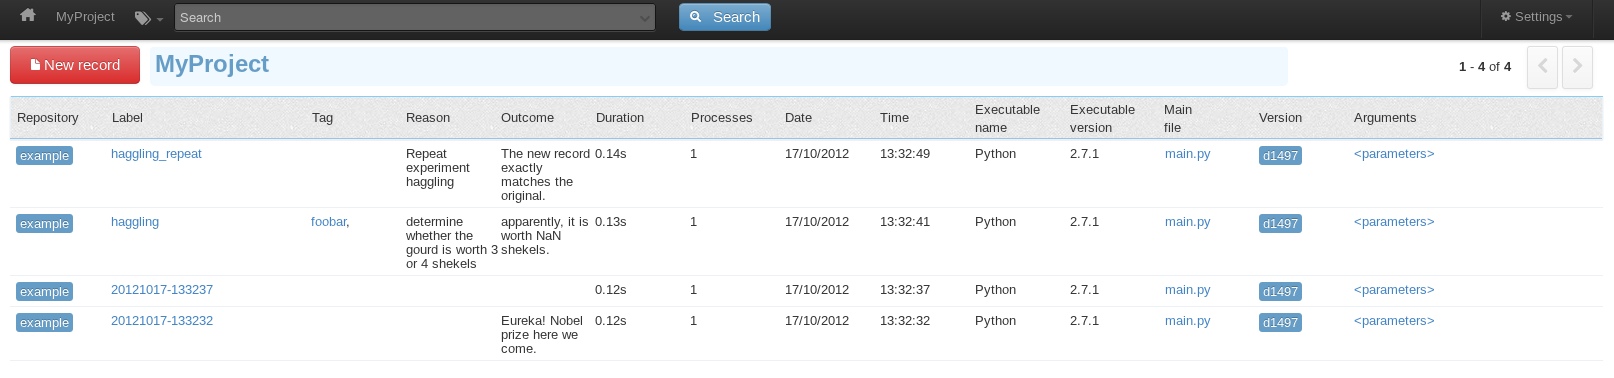 MyProject Search Search Settings
New record MyProject 1 - 4 of 4
Repository Label Tag Reason Outcome Duration Processes Date Time Executable name Executable version Main file Version Arguments
example haggling_repeat Repeat experiment haggling The new record exactly matches the original. 0.14s 1 17/10/2012 13:32:49 Python 2.7.1 main.py d1497 <parameters>
example haggling foobar, determine whether the gourd is worth 3 or 4 shekels apparently, it is worth NaN shekels. 0.13s 1 17/10/2012 13:32:41 Python 2.7.1 main.py d1497 <parameters>
example 20121017-133237 0.12s 1 17/10/2012 13:32:37 Python 2.7.1 main.py d1497 <parameters>
example 20121017-133232 Eureka! Nobel prize here we come. 0.12s 1 17/10/2012 13:32:32 Python 2.7.1 main.py d1497 <parameters>